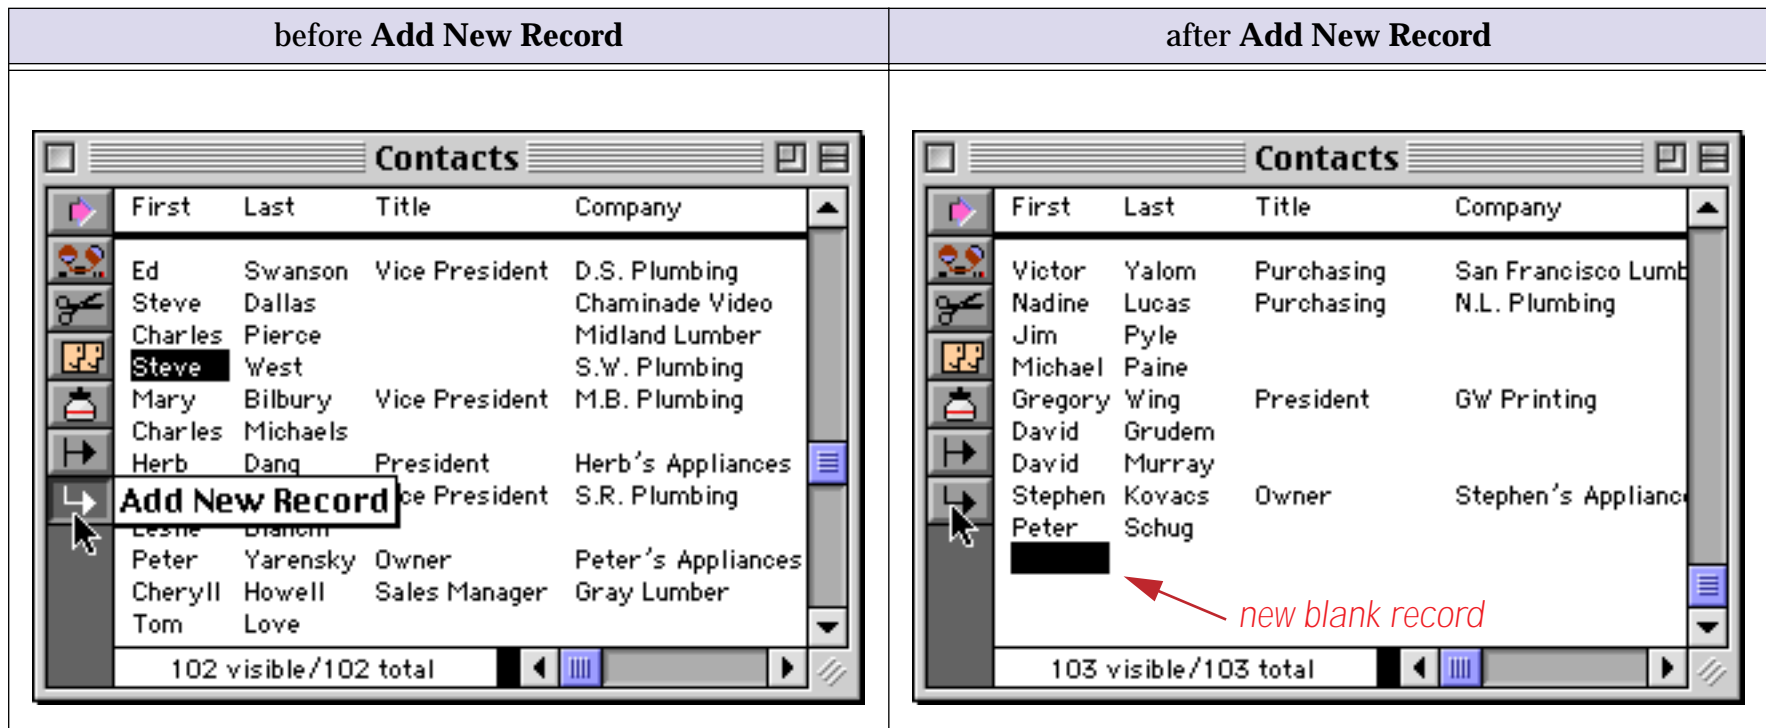 before Add New Record
after Add New Record
Contacts
First Last Title Company
Ed Swanson Vice President D.S. Plumbing
Steve Dallas Chaminade Video
Charles Pierce Midland Lumber
Steve West S.W. Plumbing
Mary Bilbury Vice President M.B. Plumbing
Charles Michaels
Herb Dang President Herb's Appliances
Add New Record ice President S.R. Plumbing
Peter Yarensky Owner Peter's Appliances
Cheryll Howell Sales Manager Gray Lumber
Tom Love
102 visible/102 total
Contacts
First Last Title Company
Victor Yalom Purchasing San Francisco Lumb
Nadine Lucas Purchasing N.L. Plumbing
Jim Pyle
Michael Paine
Gregory Wing President GW Printing
David Grudem
David Murray
Stephen Kovacs Owner Stephen's Applianc
Peter Schug
new blank record
103 visible/103 total